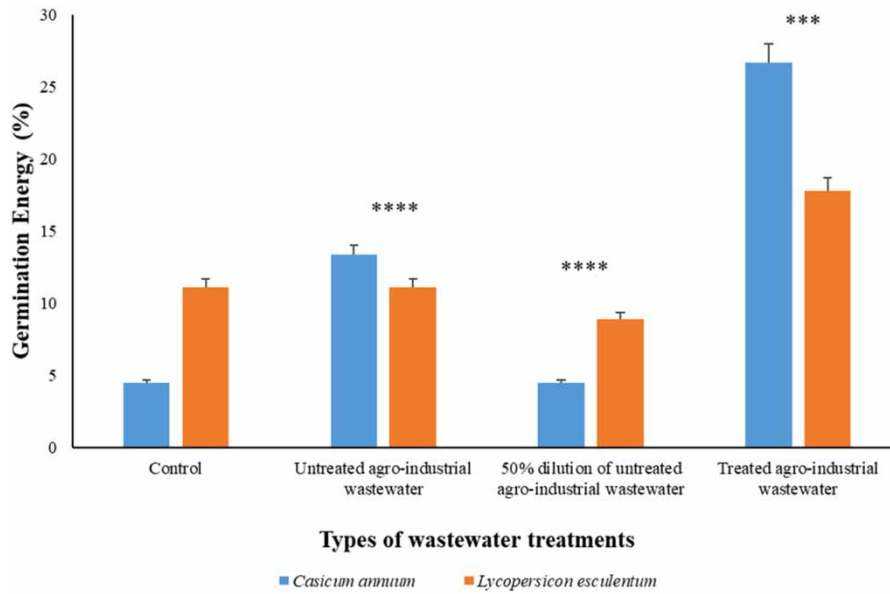 Germination Energy (%)
30
25
20
15
10
5
0
****
****
***
Control
Untreated agro-industrial
wastewater
50% dilution of untreated
agro-industrial wastewater
Treated agro-industrial
wastewater
Types of wastewater treatments
Casicum annuum
Lycopersicon esculentum